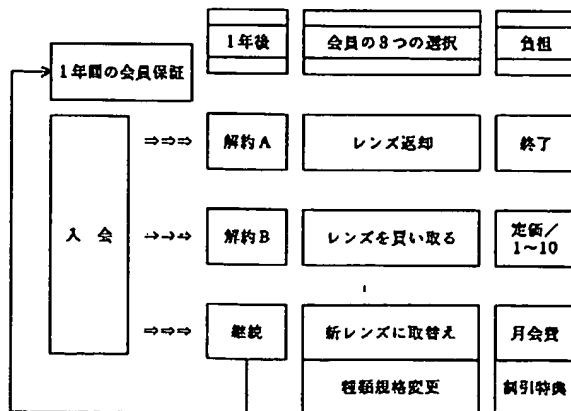 1年後 会員の3つの選択 負担
1年間の会員保証
入会
⇒⇒⇒ 解約A レンズ返却 終了
→→→ 解約B レンズを買い取る 定価/
1~10
⇒⇒⇒ 継続 新レンズに取替え 月会費
種類規格変更 割引特典